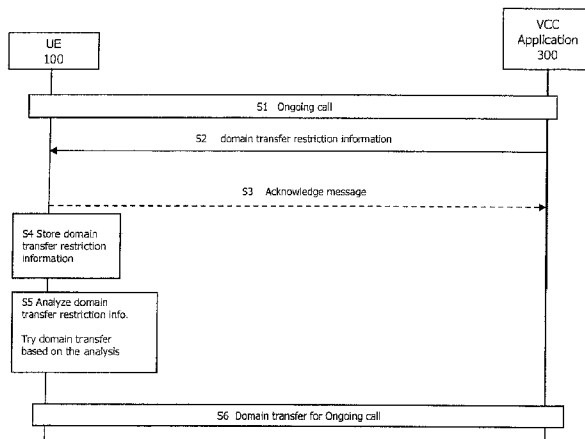 UE
100
VCC
Application
300
S1 Ongoing call
S2 domain transfer restriction information
S3 Acknowledge message
S4 Store domain
transfer restriction
information
S5 Analyze domain
transfer restriction info.
Try domain transfer
based on the analysis
S6 Domain transfer for Ongoing call